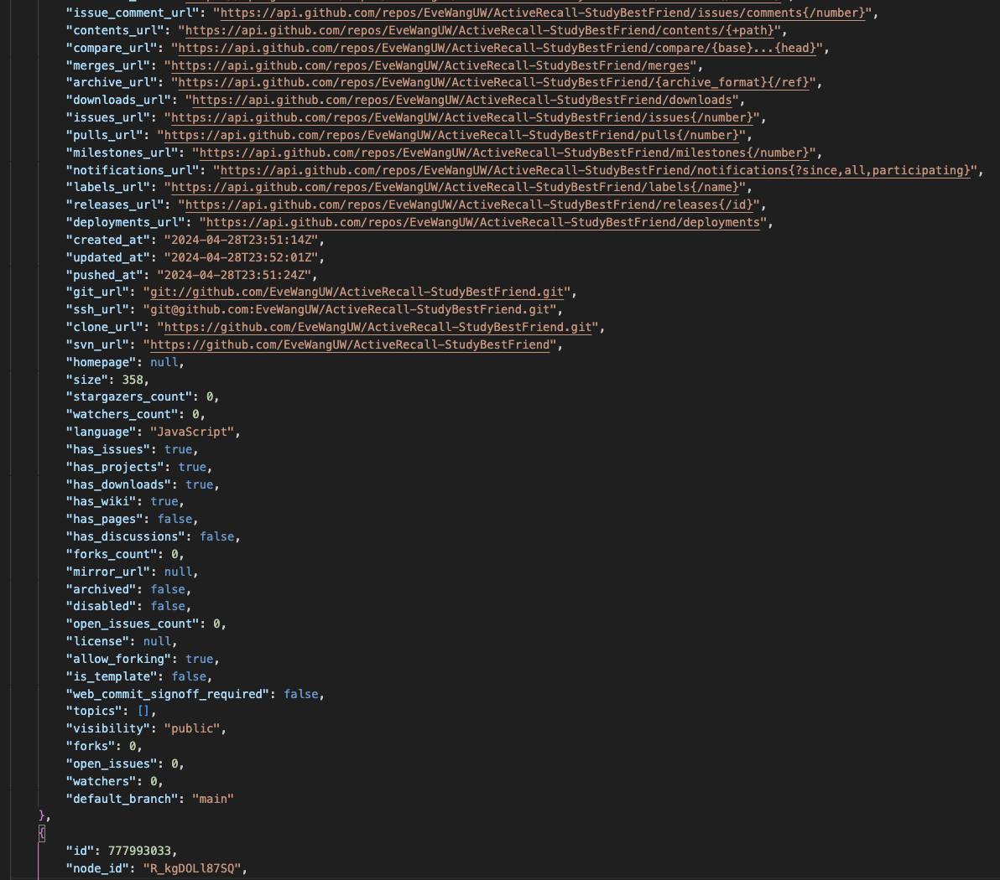 "issue_comment_url": "https://api.github.com/repos/EveWangUW/ActiveRecall-StudyBestFriend/issues/comments{/number}",
"contents_url": "https://api.github.com/repos/EveWangUW/ActiveRecall-StudyBestFriend/contents/{+path}",
"compare_url": "https://api.github.com/repos/EveWangUW/ActiveRecall-StudyBestFriend/compare/{base}...{head}",
"merges_url": "https://api.github.com/repos/EveWangUW/ActiveRecall-StudyBestFriend/merges",
"archive_url": "https://api.github.com/repos/EveWangUW/ActiveRecall-StudyBestFriend/{archive_format}{/ref}",
"downloads_url": "https://api.github.com/repos/EveWangUW/ActiveRecall-StudyBestFriend/downloads",
"issues_url": "https://api.github.com/repos/EveWangUW/ActiveRecall-StudyBestFriend/issues{/number}",
"pulls_url": "https://api.github.com/repos/EveWangUW/ActiveRecall-StudyBestFriend/pulls{/number}",
"milestones_url": "https://api.github.com/repos/EveWangUW/ActiveRecall-StudyBestFriend/milestones{/number}",
"notifications_url": "https://api.github.com/repos/EveWangUW/ActiveRecall-StudyBestFriend/notifications{?since,all,participating}",
"labels_url": "https://api.github.com/repos/EveWangUW/ActiveRecall-StudyBestFriend/labels{/name}",
"releases_url": "https://api.github.com/repos/EveWangUW/ActiveRecall-StudyBestFriend/releases{/id}",
"deployments_url": "https://api.github.com/repos/EveWangUW/ActiveRecall-StudyBestFriend/deployments",
"created_at": "2024-04-28T23:51:14Z",
"updated_at": "2024-04-28T23:52:01Z",
"pushed_at": "2024-04-28T23:51:24Z",
"git_url": "git://github.com/EveWangUW/ActiveRecall-StudyBestFriend.git",
"ssh_url": "git@github.com:EveWangUW/ActiveRecall-StudyBestFriend.git",
"clone_url": "https://github.com/EveWangUW/ActiveRecall-StudyBestFriend.git",
"svn_url": "https://github.com/EveWangUW/ActiveRecall-StudyBestFriend",
"homepage": null,
"size": 358,
"stargazers_count": 0,
"watchers_count": 0,
"language": "JavaScript",
"has_issues": true,
"has_projects": true,
"has_downloads": true,
"has_wiki": true,
"has_pages": false,
"has_discussions": false,
"forks_count": 0,
"mirror_url": null,
"archived": false,
"disabled": false,
"open_issues_count": 0,
"license": null,
"allow_forking": true,
"is_template": false,
"web_commit_signoff_required": false,
"topics": [],
"visibility": "public",
"forks": 0,
"open_issues": 0,
"watchers": 0,
"default_branch": "main"
},
{
"id": 777993033,
"node_id": "R_kgDOLl87SQ",